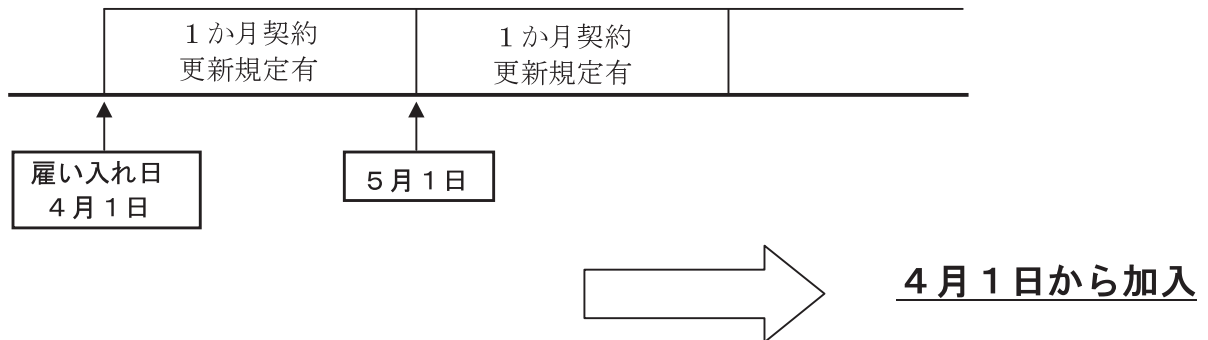 １か月契約
更新規定有
１か月契約
更新規定有
雇い入れ日
４月１日
５月１日
４月１日から加入